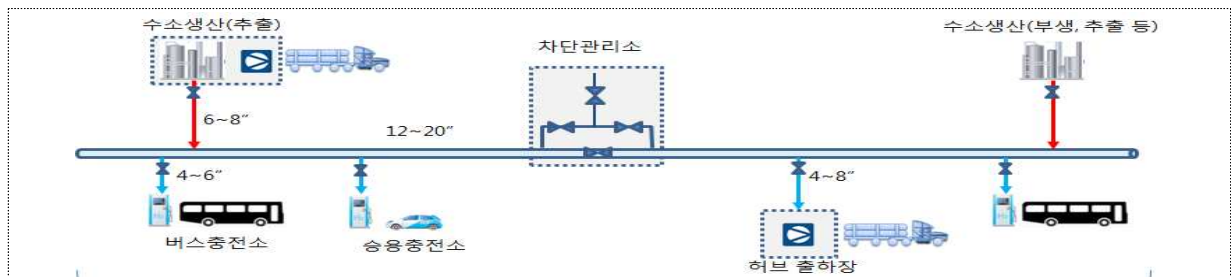 수소생산(추출)
차단관리소
수소생산(부생, 추출 등)
6~8"
12~20"
4~6"
4~8"
버스충전소
승용충전소
허브 출하장